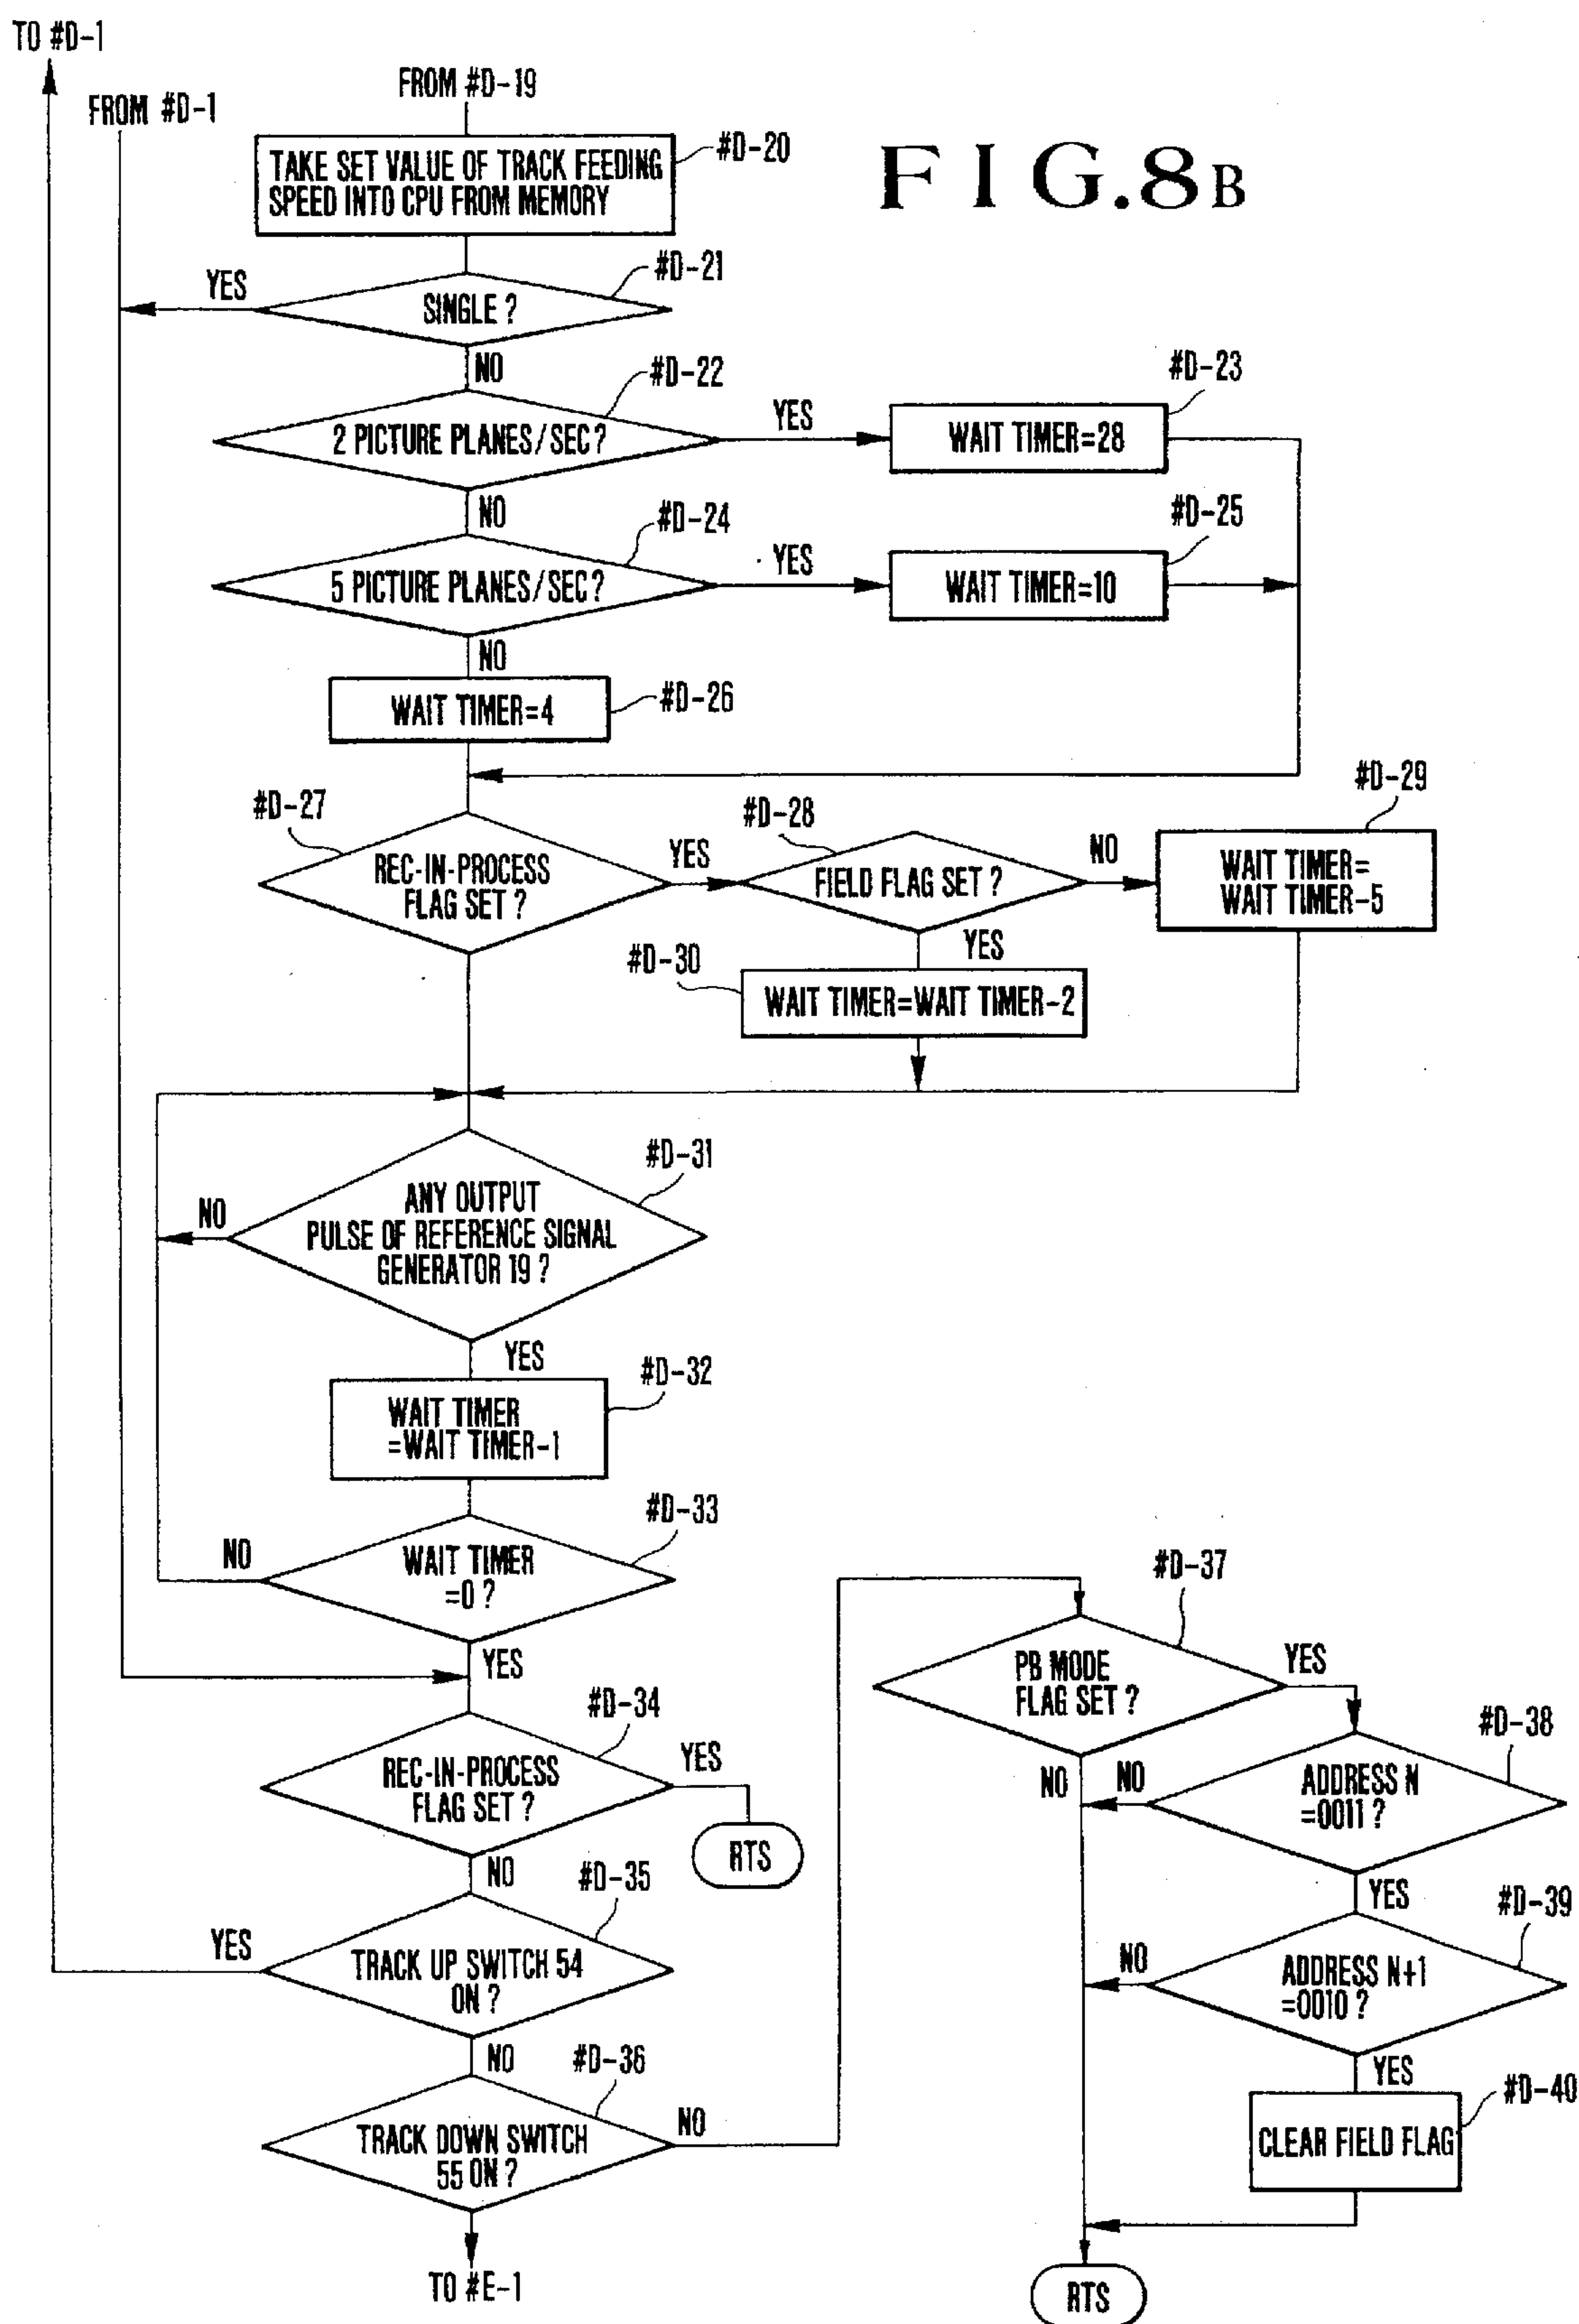 TO #D-1
FROM #D-1
FROM #D-19
FIG.8B
#D-20
TAKE SET VALUE OF TRACK FEEDING
SPEED INTO CPU FROM MEMORY
#D-21
YES
SINGLE ?
NO
#D-22
2 PICTURE PLANES/SEC ?
YES
#D-23
WAIT TIMER=28
NO
#D-24
5 PICTURE PLANES/SEC ?
YES
#D-25
WAIT TIMER=10
NO
WAIT TIMER=4
#D-26
#D-27
REC-IN-PROCESS
FLAG SET ?
YES
#D-28
FIELD FLAG SET ?
NO
#D-29
WAIT TIMER=
WAIT TIMER-5
YES
#D-30
WAIT TIMER=WAIT TIMER-2
#D-31
ANY OUTPUT
PULSE OF REFERENCE SIGNAL
GENERATOR 19 ?
NO
YES
#D-32
WAIT TIMER
=WAIT TIMER-1
#D-33
WAIT TIMER
=0 ?
NO
YES
#D-34
REC-IN-PROCESS
FLAG SET ?
YES
RTS
NO
#D-35
YES
TRACK UP SWITCH 54
ON ?
NO
#D-36
TRACK DOWN SWITCH
55 ON ?
NO
TO #E-1
#D-37
PB MODE
FLAG SET ?
YES
NO
#D-38
ADDRESS N
=0011 ?
NO
YES
#D-39
ADDRESS N+1
=0010 ?
NO
YES
#D-40
CLEAR FIELD FLAG
RTS